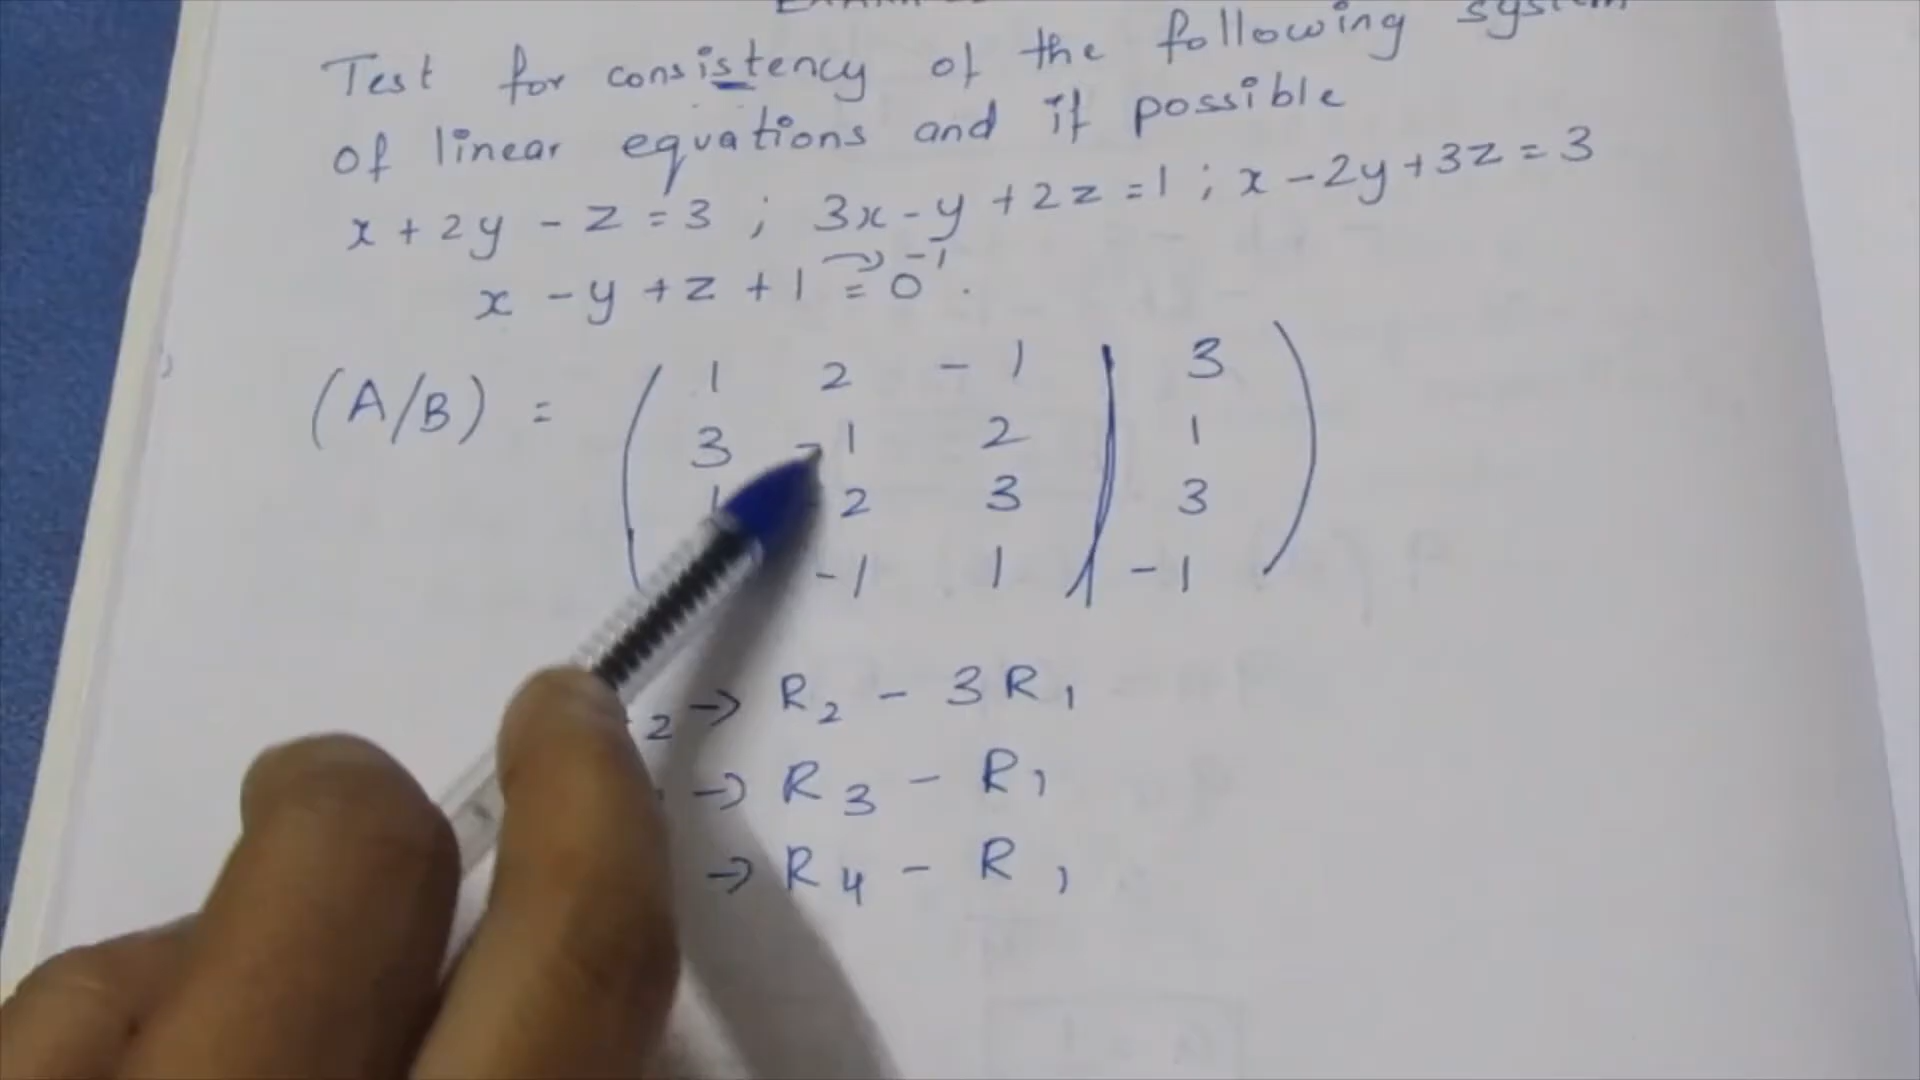 Test for consistency of the following system
of linear equations and if possible
x + 2y - z = 3 ; 3x - y + 2z = 1 ; x - 2y + 3z = 3
x - y + z + 1 = 0 -1 .
(A/B) = 1 2 -1 | 3
3 -1 2 | 1
2 3 | 3
-1 1 | -1
2 → R2 - 3R1
→ R3 - R1
→ R4 - R1